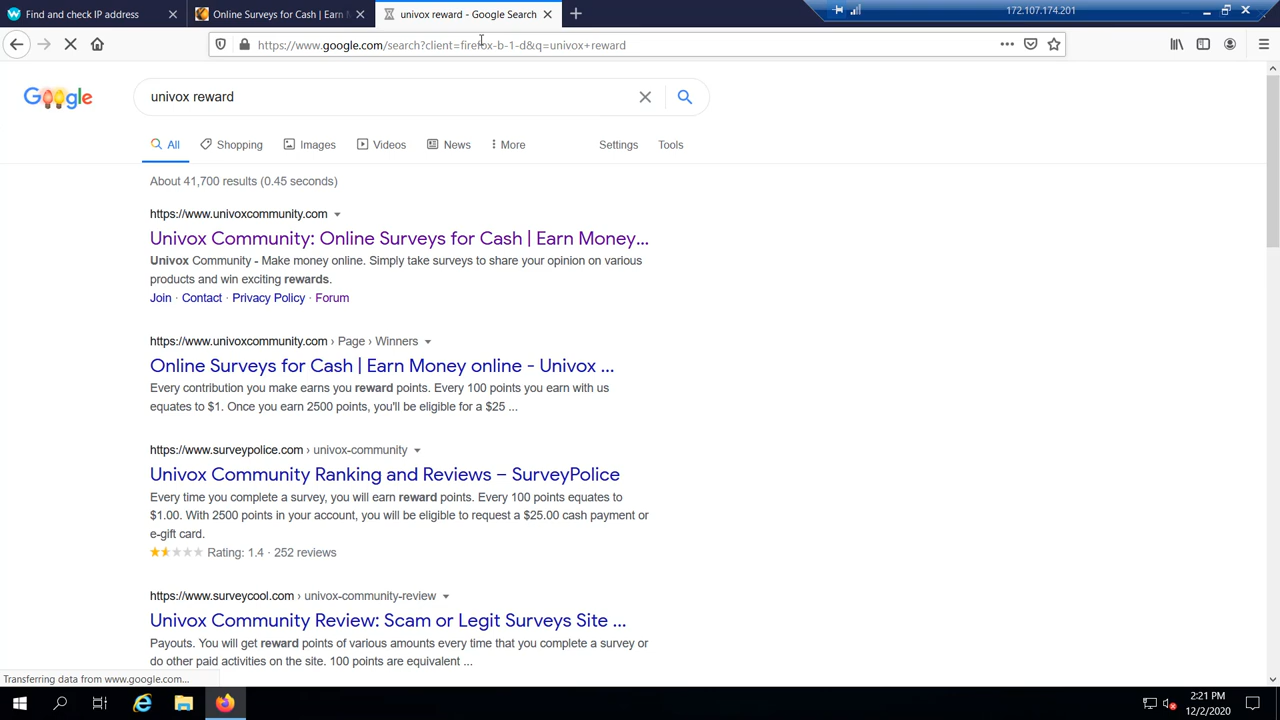 Find and check IP address
Online Surveys for Cash | Earn M
univox reward - Google Search
172.107.174.201
https://www.google.com/search?client=firefox-b-1-d&q=univox+reward
Google
univox reward
All
Shopping
Images
Videos
News
More
Settings
Tools
About 41,700 results (0.45 seconds)
https://www.univoxcommunity.com
Univox Community: Online Surveys for Cash | Earn Money...
Univox Community - Make money online. Simply take surveys to share your opinion on various
products and win exciting rewards.
Join · Contact · Privacy Policy · Forum
https://www.univoxcommunity.com › Page › Winners
Online Surveys for Cash | Earn Money online - Univox ...
Every contribution you make earns you reward points. Every 100 points you earn with us
equates to $1. Once you earn 2500 points, you'll be eligible for a $25 ...
https://www.surveypolice.com › univox-community
Univox Community Ranking and Reviews – SurveyPolice
Every time you complete a survey, you will earn reward points. Every 100 points equates to
$1.00. With 2500 points in your account, you will be eligible to request a $25.00 cash payment or
e-gift card.
Rating: 1.4 · 252 reviews
https://www.surveycool.com › univox-community-review
Univox Community Review: Scam or Legit Surveys Site ...
Payouts. You will get reward points of various amounts every time that you complete a survey or
do other paid activities on the site. 100 points are equivalent ...
Transferring data from www.google.com...
2:21 PM
12/2/2020